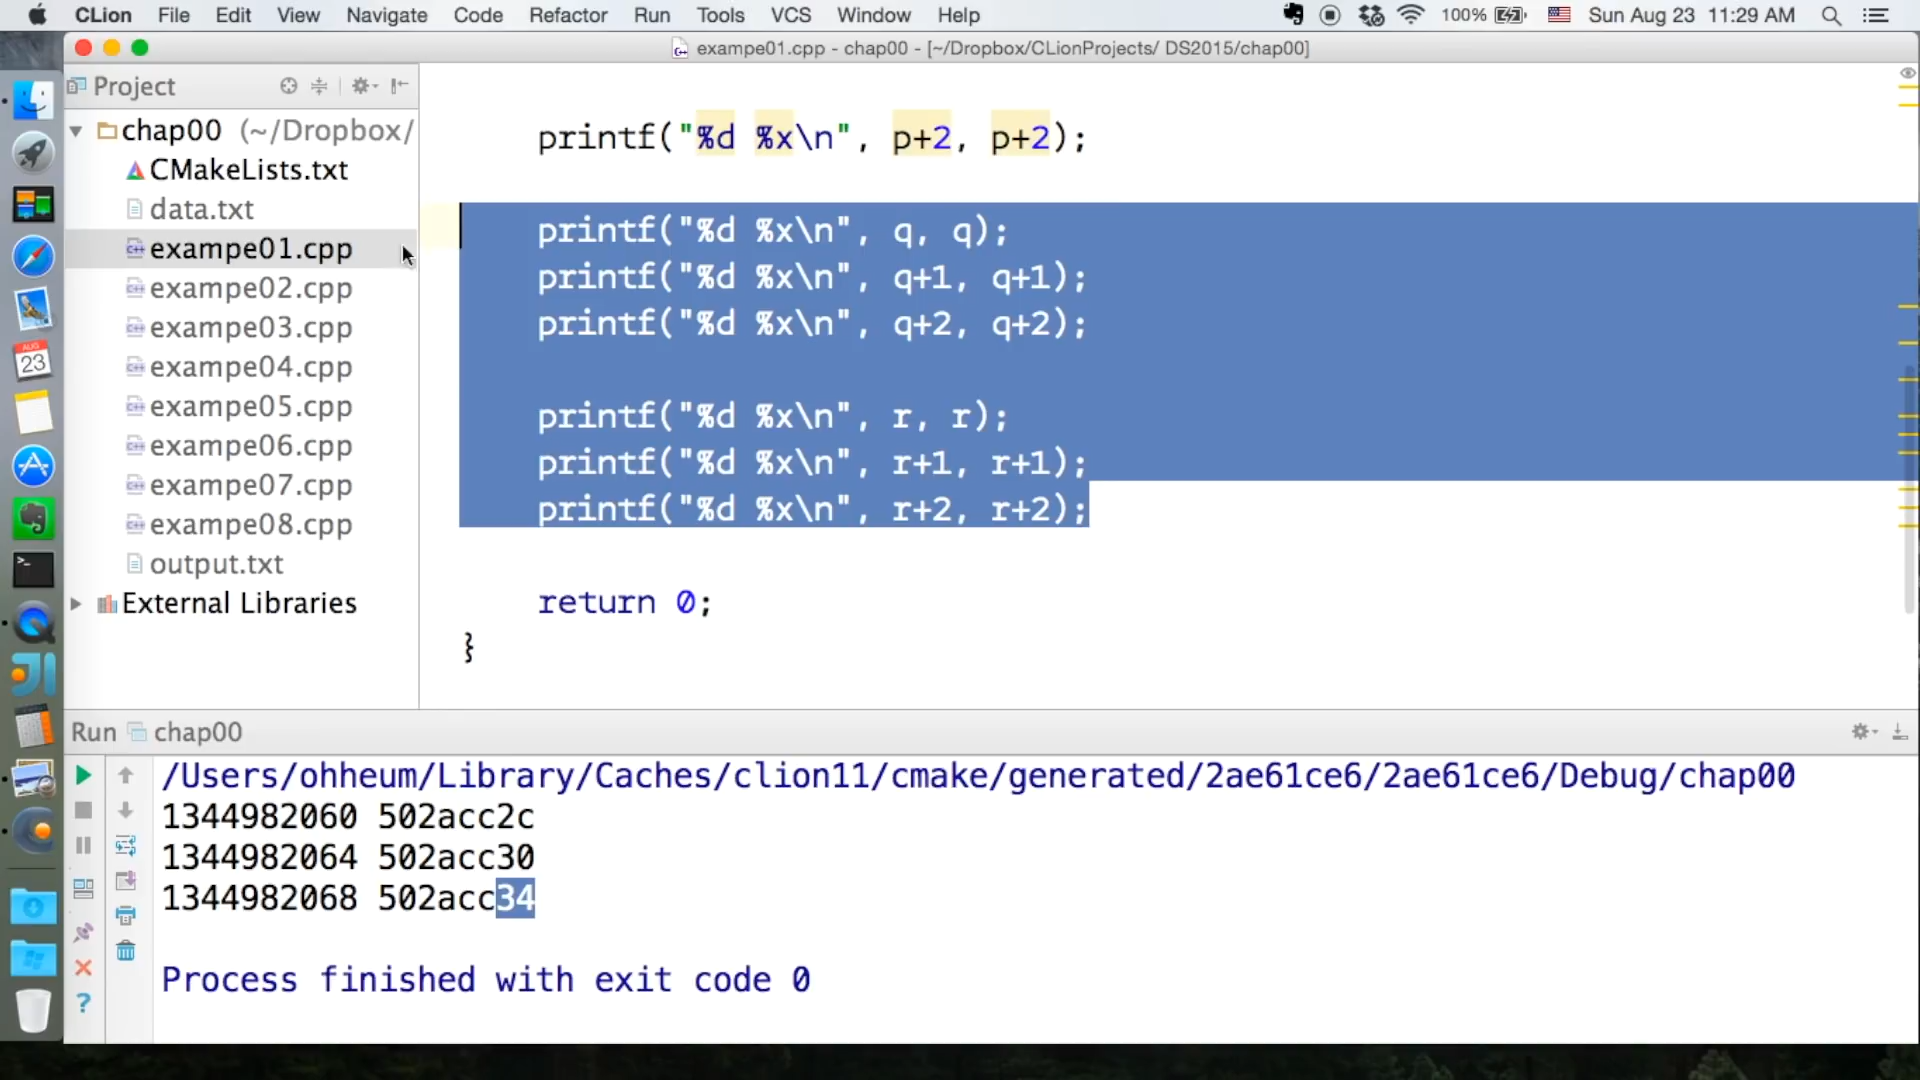 CLion File Edit View Navigate Code Refactor Run Tools VCS Window Help 100% Sun Aug 23 11:29 AM
exampe01.cpp - chap00 - [~/Dropbox/CLionProjects/ DS2015/chap00]
Project
chap00 (~/Dropbox/
CMakeLists.txt
data.txt
exampe01.cpp
exampe02.cpp
exampe03.cpp
exampe04.cpp
exampe05.cpp
exampe06.cpp
exampe07.cpp
exampe08.cpp
output.txt
External Libraries
AUG
23
printf("%d %x\n", p+2, p+2);
printf("%d %x\n", q, q);
printf("%d %x\n", q+1, q+1);
printf("%d %x\n", q+2, q+2);
printf("%d %x\n", r, r);
printf("%d %x\n", r+1, r+1);
printf("%d %x\n", r+2, r+2);
return 0;
}
Run chap00
/Users/ohheum/Library/Caches/clion11/cmake/generated/2ae61ce6/2ae61ce6/Debug/chap00
1344982060 502acc2c
1344982064 502acc30
1344982068 502acc34
Process finished with exit code 0